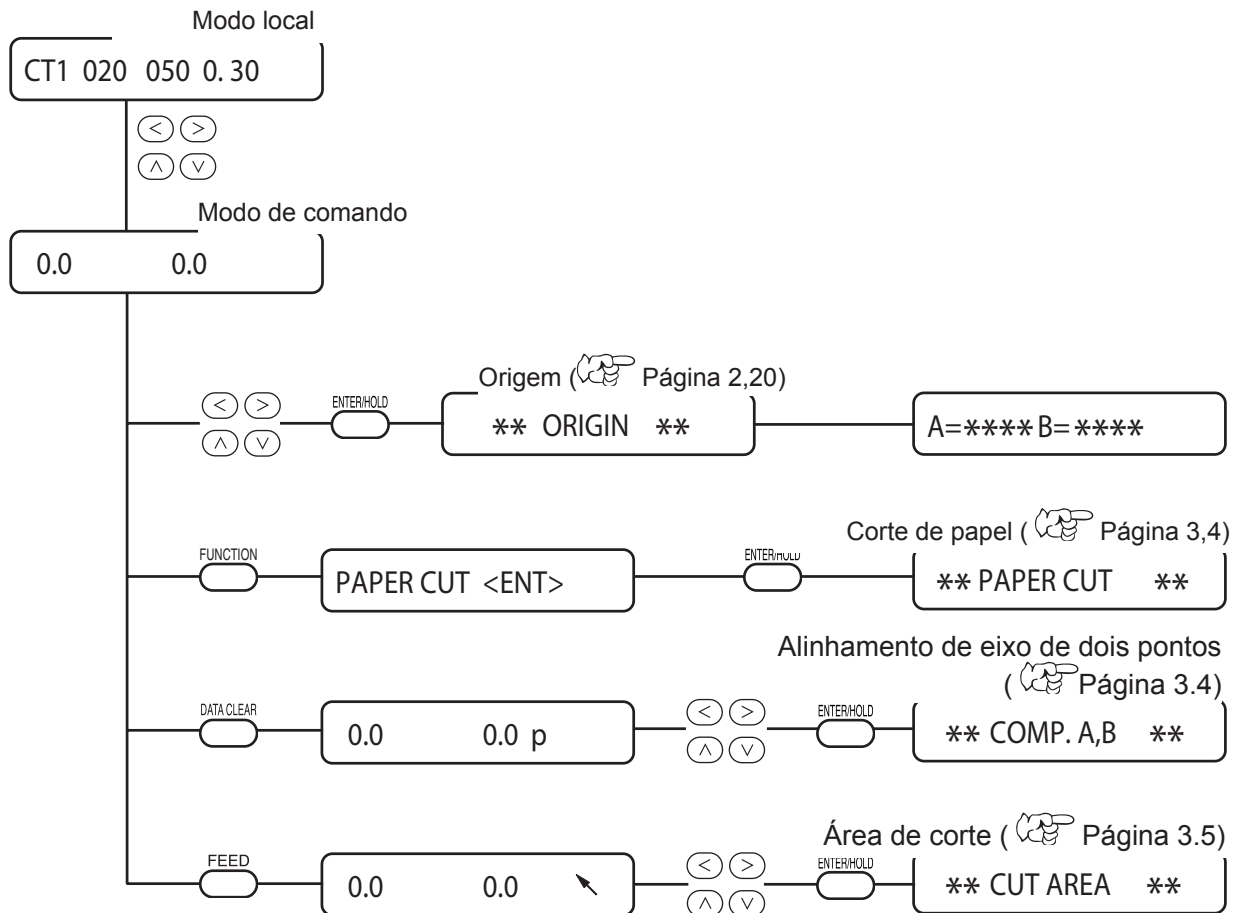 Modo local
CT1 020 050 0.30
< >
∧ ∨
Modo de comando
0.0 0.0
Origem ( Página 2,20)
< > ENTER/HOLD
∧ ∨
** ORIGIN **
A=**** B=****
Corte de papel ( Página 3,4)
FUNCTION
PAPER CUT <ENT>
ENTER/HOLD
** PAPER CUT **
Alinhamento de eixo de dois pontos
( Página 3.4)
DATA CLEAR
0.0 0.0 p
< > ENTER/HOLD
∧ ∨
** COMP. A,B **
Área de corte ( Página 3.5)
FEED
0.0 0.0
< > ENTER/HOLD
∧ ∨
** CUT AREA **